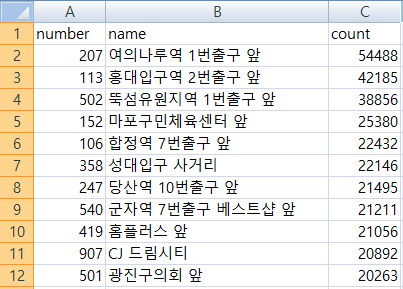 A B C
1 number name count
2 207 여의나루역 1번출구 앞 54488
3 113 홍대입구역 2번출구 앞 42185
4 502 뚝섬유원지역 1번출구 앞 38856
5 152 마포구민체육센터 앞 25380
6 106 합정역 7번출구 앞 22432
7 358 성대입구 사거리 22146
8 247 당산역 10번출구 앞 21495
9 540 군자역 7번출구 베스트샵 앞 21211
10 419 홈플러스 앞 21056
11 907 CJ 드림시티 20892
12 501 광진구의회 앞 20263